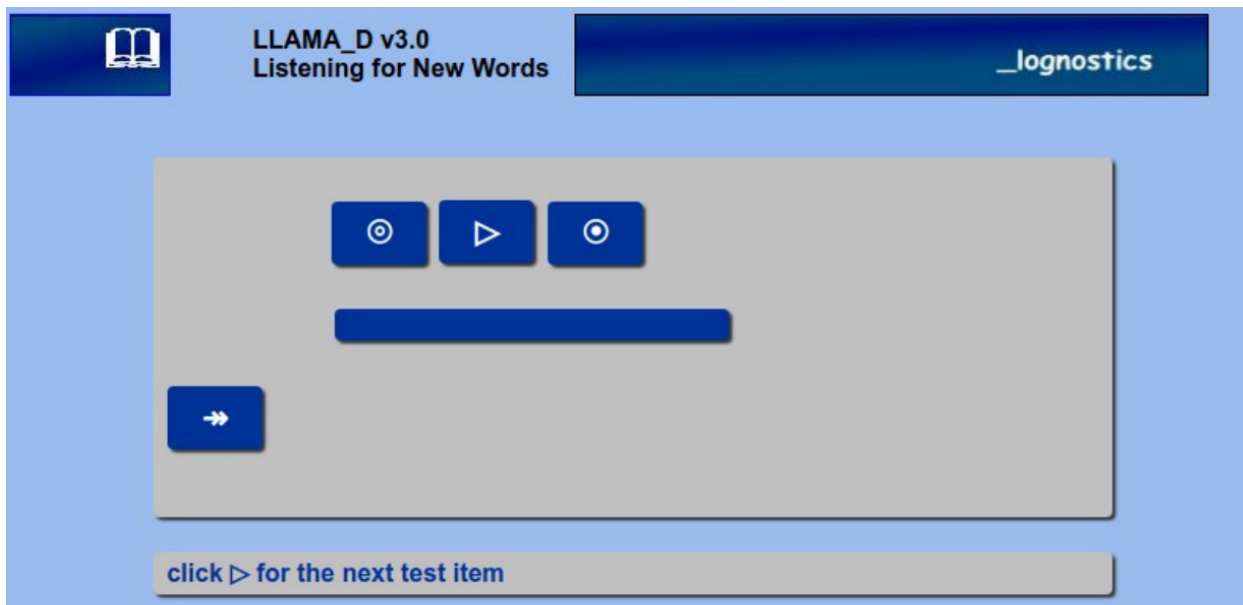 LLAMA_D v3.0
Listening for New Words
_lognostics
click ▷ for the next test item